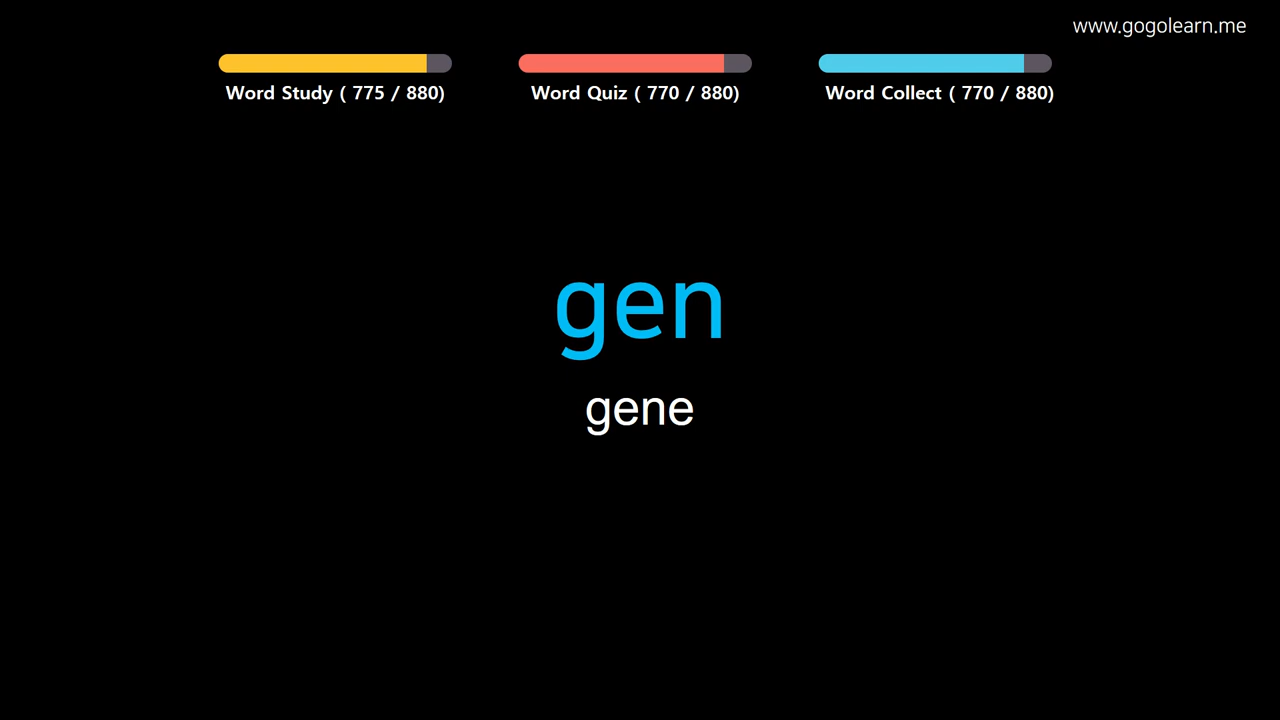 www.gogolearn.me
Word Study ( 775 / 880)
Word Quiz ( 770 / 880)
Word Collect ( 770 / 880)
gen
gene